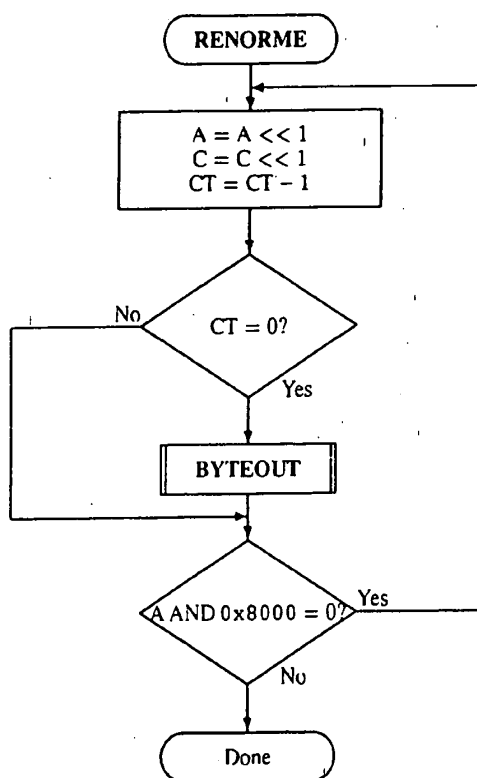 RENORME
A = A << 1
C = C << 1
CT = CT - 1
No
CT = 0?
Yes
BYTEOUT
A AND 0x8000 = 0?
Yes
No
Done